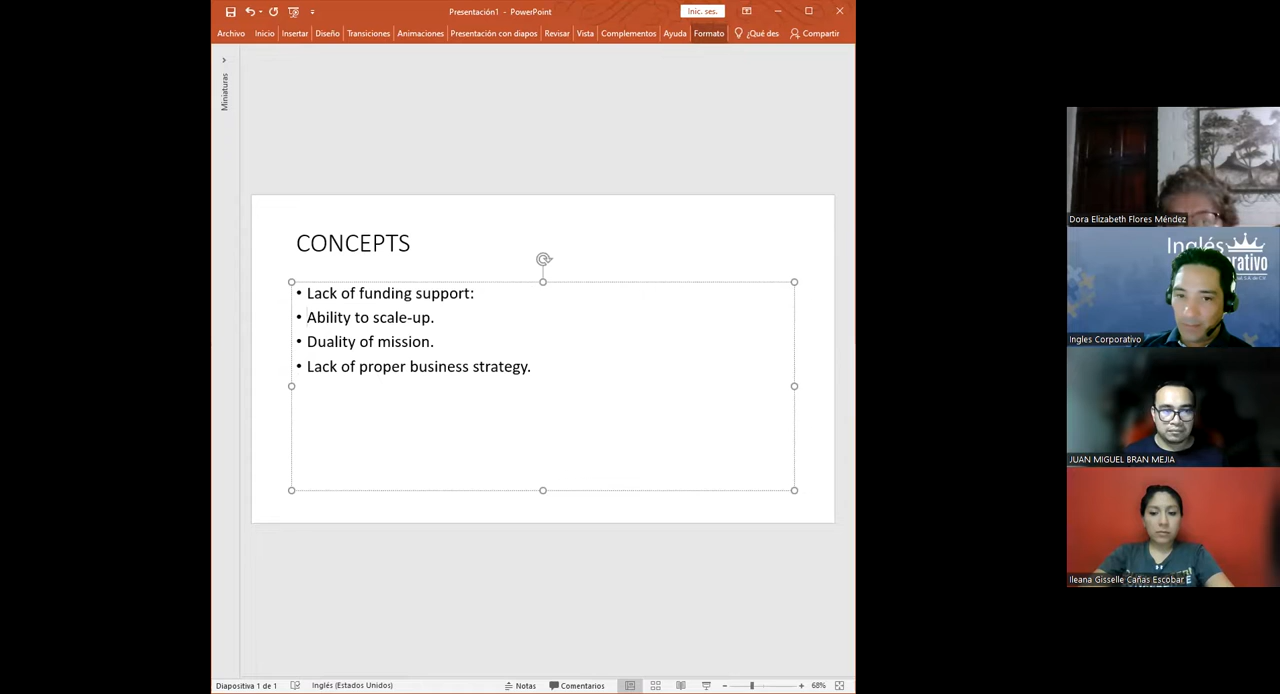 Presentación1 - PowerPoint
Inic. ses.
Archivo Inicio Insertar Diseño Transiciones Animaciones Presentación con diapos Revisar Vista Complementos Ayuda Formato ¿Qué des Compartir
Miniaturas
CONCEPTS
• Lack of funding support:
• Ability to scale-up.
• Duality of mission.
• Lack of proper business strategy.
Dora Elizabeth Flores Méndez
Inglés
Ingles Corporativo
JUAN MIGUEL BRAN MEJIA
Ileana Gisselle Cañas Escobar
Diapositiva 1 de 1 Inglés (Estados Unidos) Notas Comentarios 68%